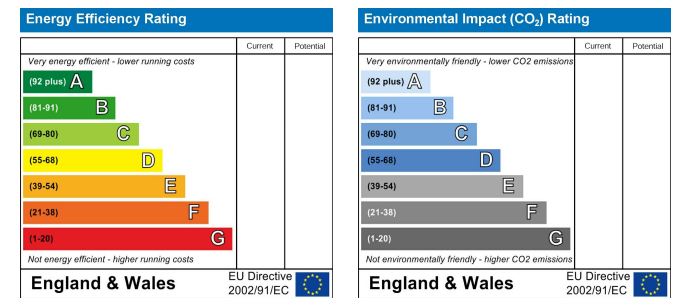 Energy Efficiency Rating
Current Potential
Very energy efficient - lower running costs
(92 plus) A
(81-91) B
(69-80) C
(55-68) D
(39-54) E
(21-38) F
(1-20) G
Not energy efficient - higher running costs
England & Wales
EU Directive
2002/91/EC
Environmental Impact (CO₂) Rating
Current Potential
Very environmentally friendly - lower CO2 emissions
(92 plus) A
(81-91) B
(69-80) C
(55-68) D
(39-54) E
(21-38) F
(1-20) G
Not environmentally friendly - higher CO2 emissions
England & Wales
EU Directive
2002/91/EC